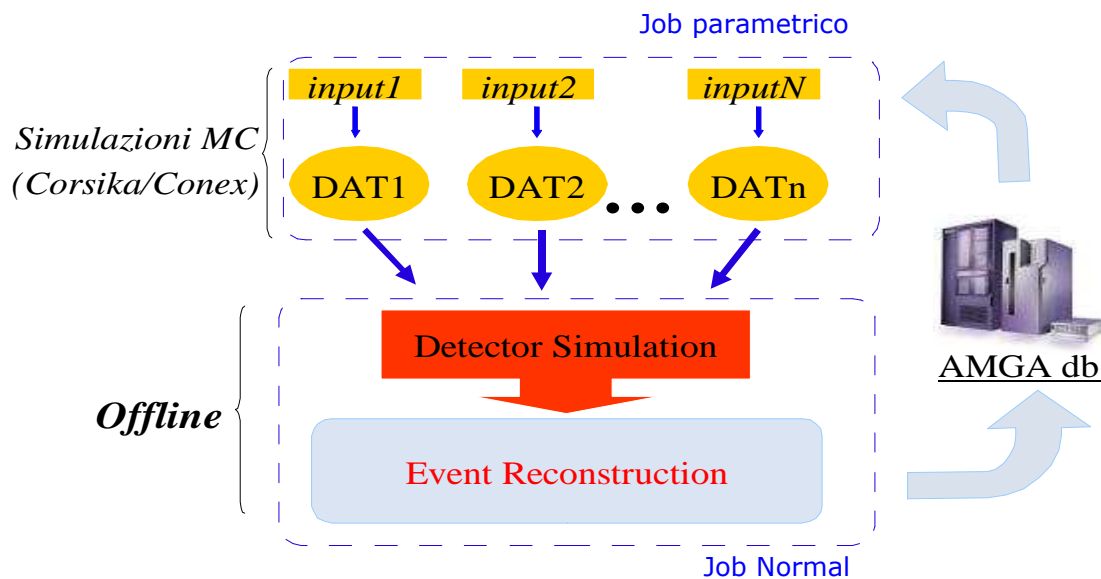 Job parametrico
input1
input2
inputN
Simulazioni MC
(Corsika/Conex)
DAT1
DAT2
...
DATn
Detector Simulation
AMGA db
Offline
Event Reconstruction
Job Normal